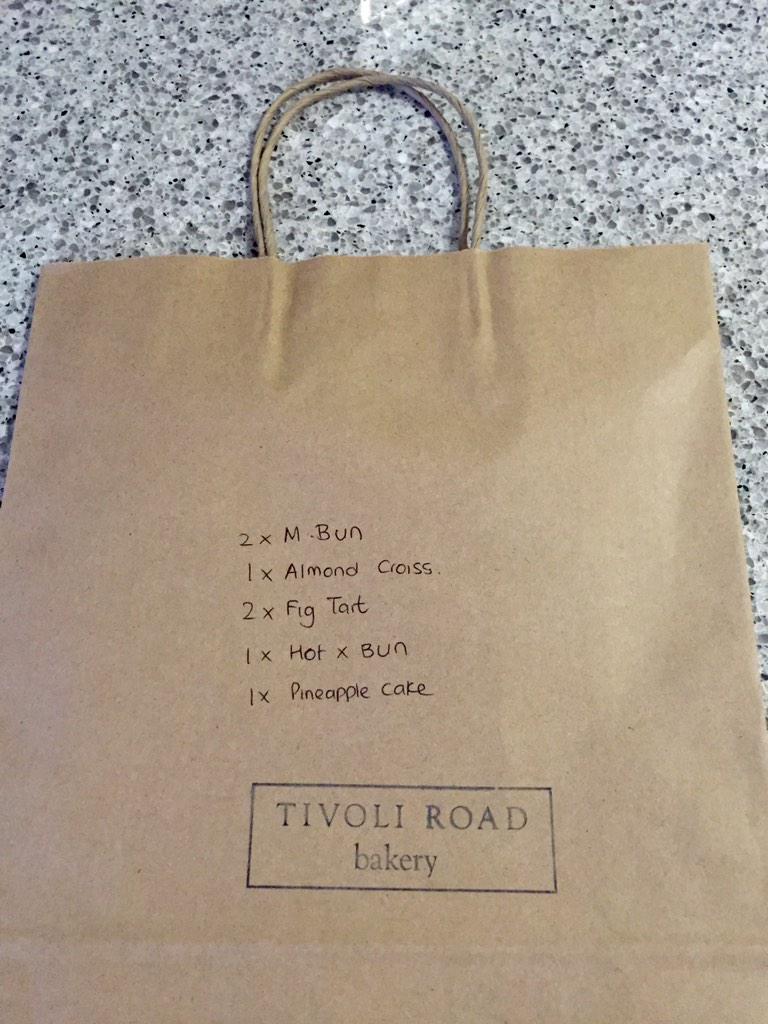 2 x M.Bun
1 x Almond Croiss.
2 x Fig Tart
1 x Hot x Bun
1x Pineapple Cake
TIVOLI ROAD
bakery